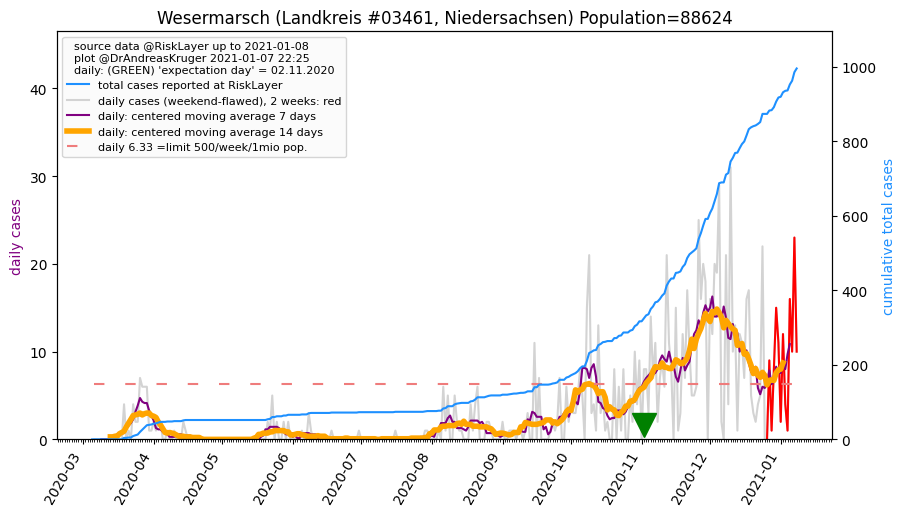 Wesermarsch (Landkreis #03461, Niedersachsen) Population=88624
source data @RiskLayer up to 2021-01-08
plot @DrAndreasKruger 2021-01-07 22:25
daily: (GREEN) 'expectation day' = 02.11.2020
total cases reported at RiskLayer
daily cases (weekend-flawed), 2 weeks: red
daily: centered moving average 7 days
daily: centered moving average 14 days
daily 6.33 =limit 500/week/1mio pop.
daily cases
40
30
20
10
0
cumulative total cases
1000
800
600
400
200
0
2020-03
2020-04
2020-05
2020-06
2020-07
2020-08
2020-09
2020-10
2020-11
2020-12
2021-01